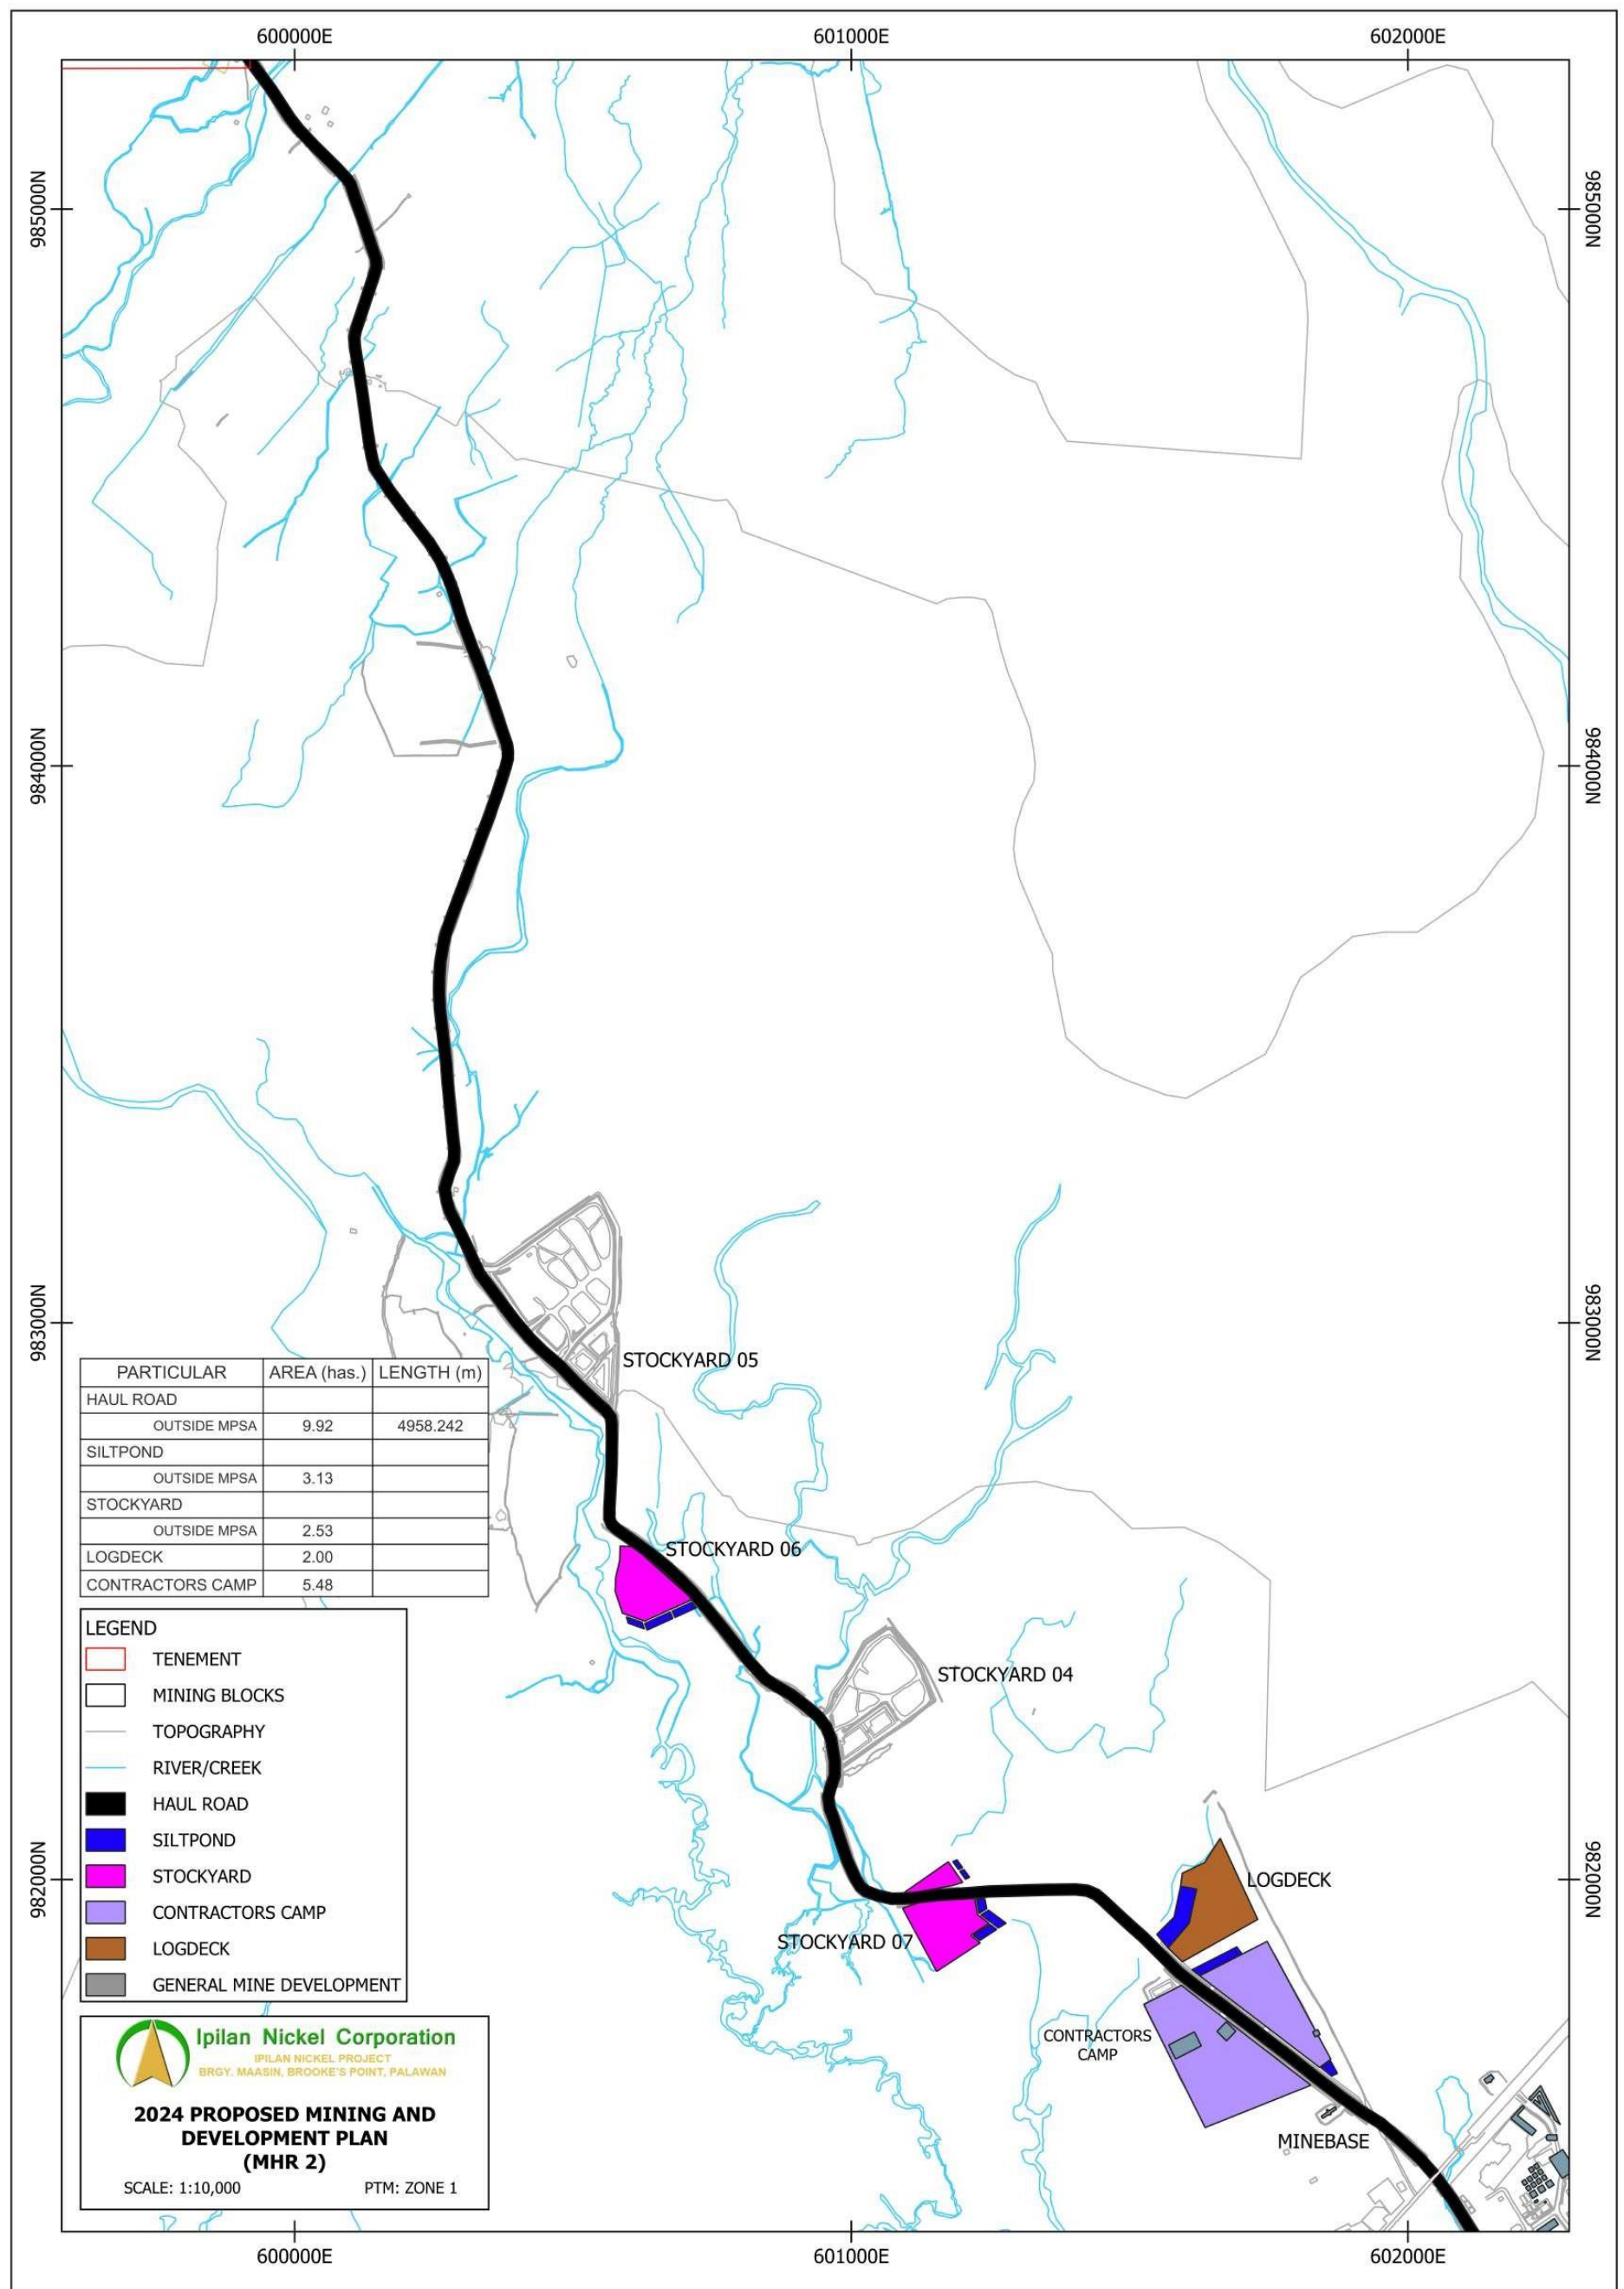 600000E 601000E 602000E
985000N 985000N
984000N 984000N
983000N 983000N
STOCKYARD 05
PARTICULAR AREA (has.) LENGTH (m)
HAUL ROAD
OUTSIDE MPSA 9.92 4958.242
SILTPOND
OUTSIDE MPSA 3.13
STOCKYARD
OUTSIDE MPSA 2.53
LOGDECK 2.00
CONTRACTORS CAMP 5.48
STOCKYARD 06
STOCKYARD 04
LEGEND
TENEMENT
MINING BLOCKS
TOPOGRAPHY
RIVER/CREEK
HAUL ROAD
SILTPOND
STOCKYARD
CONTRACTORS CAMP
LOGDECK
GENERAL MINE DEVELOPMENT
982000N 982000N
LOGDECK
STOCKYARD 07
CONTRACTORS
CAMP
MINEBASE
Ipilan Nickel Corporation
IPILAN NICKEL PROJECT
BRGY. MAASIN, BROOKE'S POINT, PALAWAN
2024 PROPOSED MINING AND
DEVELOPMENT PLAN
(MHR 2)
SCALE: 1:10,000 PTM: ZONE 1
600000E 601000E 602000E